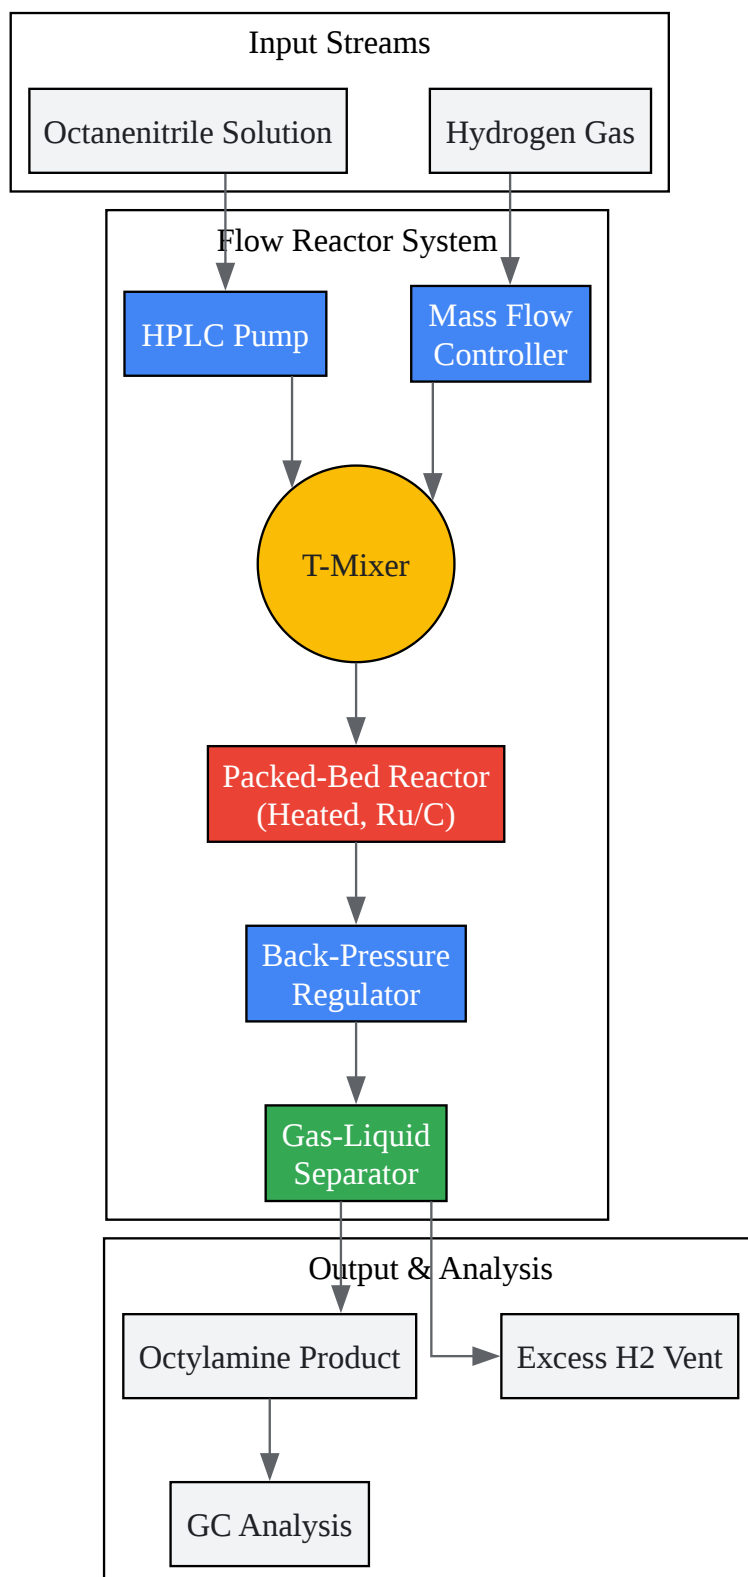 Input Streams
Octanenitrile Solution
Hydrogen Gas
Flow Reactor System
HPLC Pump
Mass Flow
Controller
T-Mixer
Packed-Bed Reactor
(Heated, Ru/C)
Back-Pressure
Regulator
Gas-Liquid
Separator
Output & Analysis
Octylamine Product
Excess H2 Vent
GC Analysis